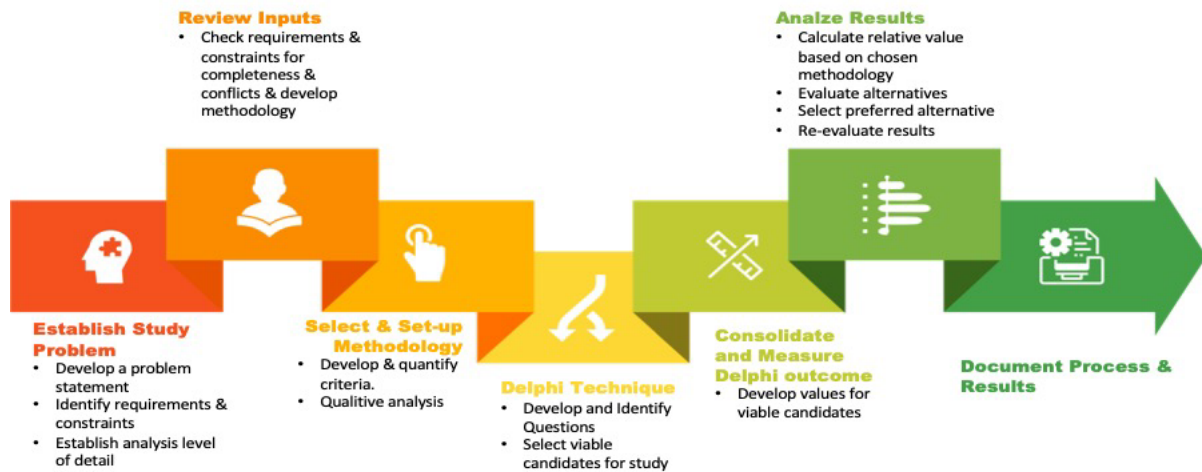 Review Inputs
• Check requirements &
constraints for
completeness &
conflicts & develop
methodology
Analze Results
• Calculate relative value
based on chosen
methodology
• Evaluate alternatives
• Select preferred alternative
• Re-evaluate results
Establish Study
Problem
• Develop a problem
statement
• Identify requirements &
constraints
• Establish analysis level
of detail
Select & Set-up
Methodology
• Develop & quantify
criteria.
• Qualitive analysis
Delphi Technique
• Develop and Identify
Questions
• Select viable
candidates for study
Consolidate
and Measure
Delphi outcome
• Develop values for
viable candidates
Document Process &
Results